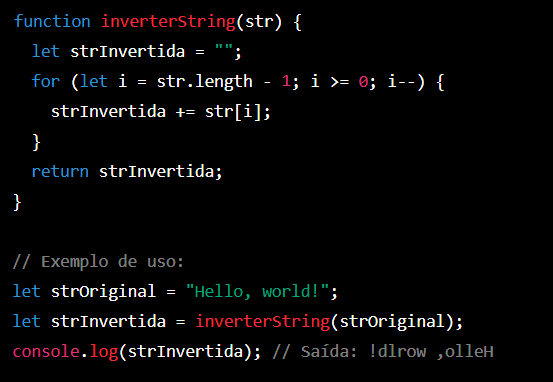 function inverterString(str) {
  let strInvertida = "";
  for (let i = str.length - 1; i >= 0; i--) {
    strInvertida += str[i];
  }
  return strInvertida;
}

// Exemplo de uso:
let strOriginal = "Hello, world!";
let strInvertida = inverterString(strOriginal);
console.log(strInvertida); // Saída: !dlrow ,olleH